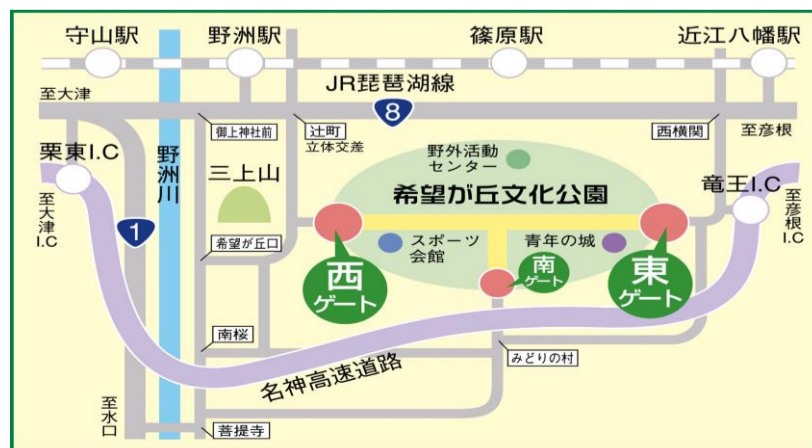 守山駅
野洲駅
篠原駅
近江八幡駅
JR琵琶湖線
至大津
8
御上神社前
辻町
立体交差
西横関
至彦根
栗東I.C
野洲川
三上山
野外活動
センター
希望が丘文化公園
竜王I.C
至大津
I.C
1
希望が丘口
スポーツ
会館
青年の城
至彦根
I.C
西
ゲート
南
ゲート
東
ゲート
南桜
みどりの村
名神高速道路
至水口
菩提寺